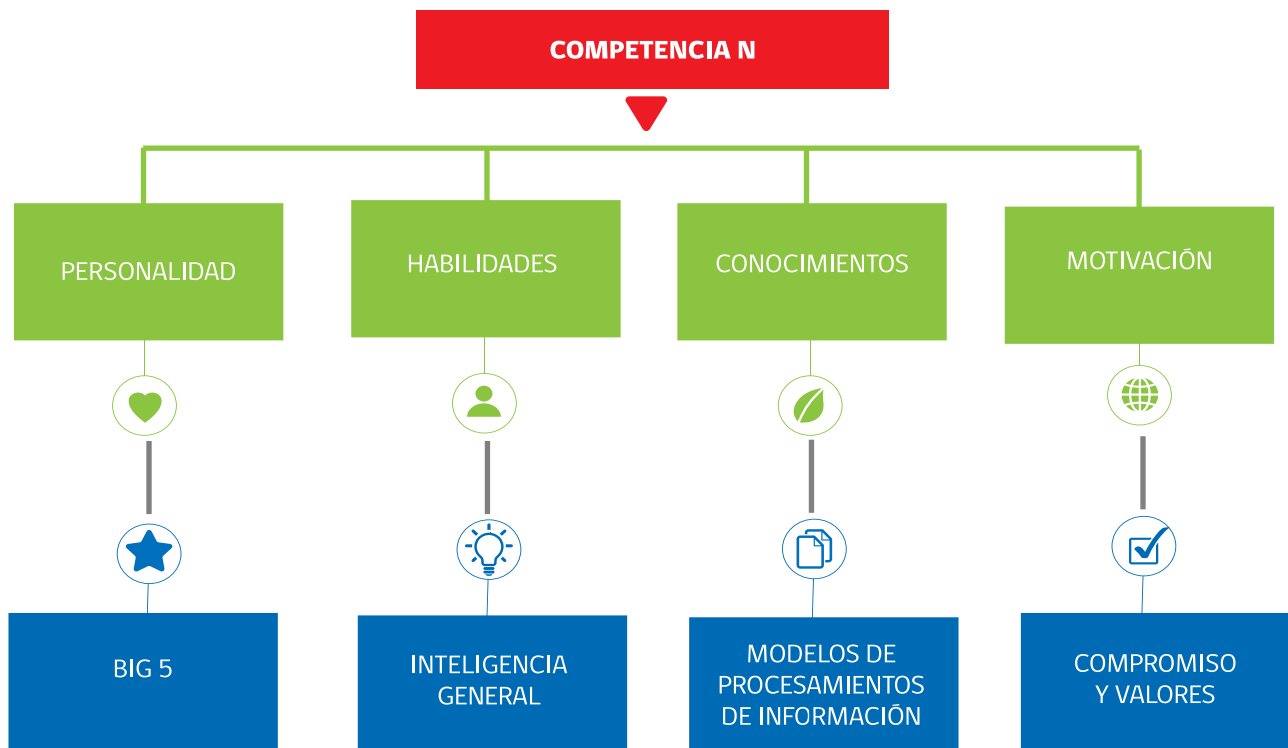 COMPETENCIA N
PERSONALIDAD
HABILIDADES
CONOCIMIENTOS
MOTIVACIÓN
BIG 5
INTELIGENCIA
GENERAL
MODELOS DE
PROCESAMIENTOS
DE INFORMACIÓN
COMPROMISO
Y VALORES